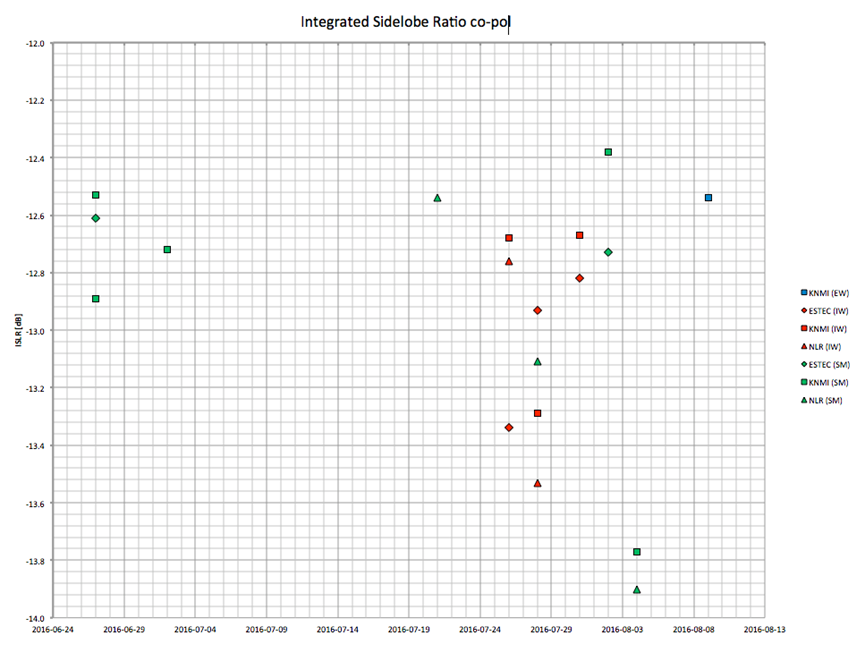 Integrated Sidelobe Ratio co-pol
-12.0
-12.2
-12.4
-12.6
-12.8
-13.0
-13.2
-13.4
-13.6
-13.8
-14.0
ISLR [dB]
2016-06-24 2016-06-29 2016-07-04 2016-07-09 2016-07-14 2016-07-19 2016-07-24 2016-07-29 2016-08-03 2016-08-08 2016-08-13
KNMI (EW)
ESTEC (IW)
KNMI (IW)
NLR (IW)
ESTEC (SM)
KNMI (SM)
NLR (SM)